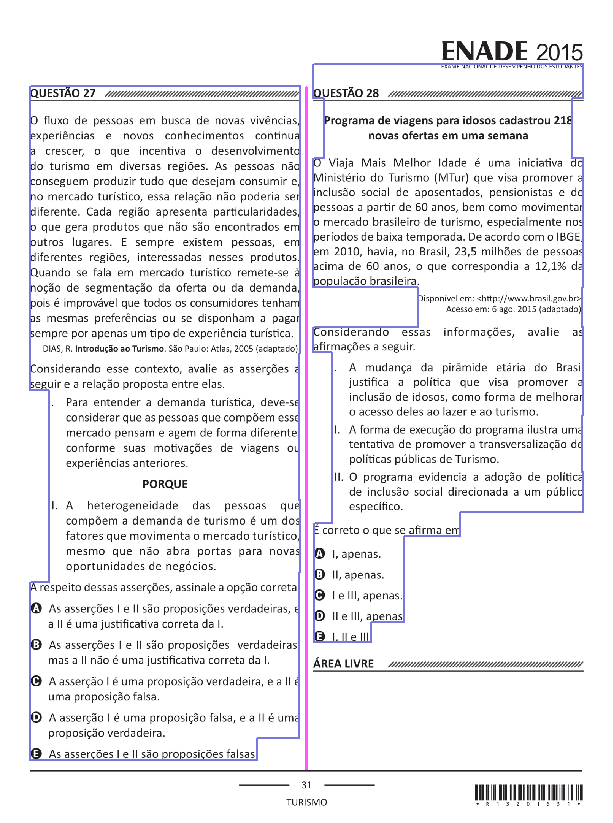 ENADE 2015
EXAME NACIONAL DE DESEMPENHO DOS ESTUDANTES
QUESTÃO 27
O fluxo de pessoas em busca de novas vivências,
experiências e novos conhecimentos continua
a crescer, o que incentiva o desenvolvimento
do turismo em diversas regiões. As pessoas não
conseguem produzir tudo que desejam consumir e,
no mercado turístico, essa relação não poderia ser
diferente. Cada região apresenta particularidades,
o que gera produtos que não são encontrados em
outros lugares. E sempre existem pessoas, em
diferentes regiões, interessadas nesses produtos.
Quando se fala em mercado turístico remete-se à
noção de segmentação da oferta ou da demanda,
pois é improvável que todos os consumidores tenham
as mesmas preferências ou se disponham a pagar
sempre por apenas um tipo de experiência turística.
DIAS, R. Introdução ao Turismo. São Paulo: Atlas, 2005 (adaptado).
Considerando esse contexto, avalie as asserções a
seguir e a relação proposta entre elas.
I. Para entender a demanda turística, deve-se
considerar que as pessoas que compõem esse
mercado pensam e agem de forma diferente,
conforme suas motivações de viagens ou
experiências anteriores.
PORQUE
II. A heterogeneidade das pessoas que
compõem a demanda de turismo é um dos
fatores que movimenta o mercado turístico,
mesmo que não abra portas para novas
oportunidades de negócios.
A respeito dessas asserções, assinale a opção correta.
A As asserções I e II são proposições verdadeiras, e
a II é uma justificativa correta da I.
B As asserções I e II são proposições verdadeiras,
mas a II não é uma justificativa correta da I.
C A asserção I é uma proposição verdadeira, e a II é
uma proposição falsa.
D A asserção I é uma proposição falsa, e a II é uma
proposição verdadeira.
E As asserções I e II são proposições falsas.
QUESTÃO 28
Programa de viagens para idosos cadastrou 218
novas ofertas em uma semana
O Viaja Mais Melhor Idade é uma iniciativa do
Ministério do Turismo (MTur) que visa promover a
inclusão social de aposentados, pensionistas e de
pessoas a partir de 60 anos, bem como movimentar
o mercado brasileiro de turismo, especialmente nos
períodos de baixa temporada. De acordo com o IBGE,
em 2010, havia, no Brasil, 23,5 milhões de pessoas
acima de 60 anos, o que correspondia a 12,1% da
população brasileira.
Disponível em: <http://www.brasil.gov.br>.
Acesso em: 6 ago. 2015 (adaptado).
Considerando essas informações, avalie as
afirmações a seguir.
I. A mudança da pirâmide etária do Brasil
justifica a política que visa promover a
inclusão de idosos, como forma de melhorar
o acesso deles ao lazer e ao turismo.
II. A forma de execução do programa ilustra uma
tentativa de promover a transversalização de
políticas públicas de Turismo.
III. O programa evidencia a adoção de política
de inclusão social direcionada a um público
específico.
É correto o que se afirma em
A I, apenas.
B II, apenas.
C I e III, apenas.
D II e III, apenas.
E I, II e III.
ÁREA LIVRE
31
TURISMO
*R13201531*